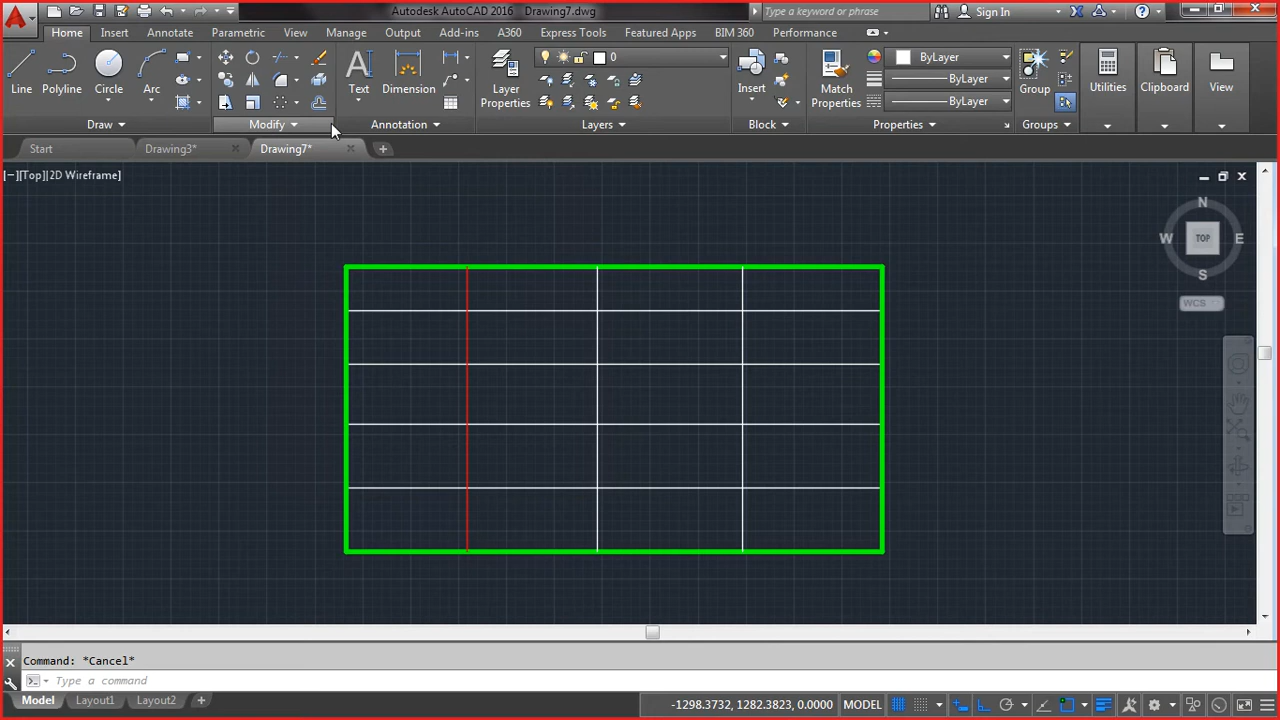 Autodesk AutoCAD 2016 Drawing7.dwg
Type a keyword or phrase
Sign In
Home Insert Annotate Parametric View Manage Output Add-ins A360 Express Tools Featured Apps BIM 360 Performance
0
ByLayer
ByLayer
ByLayer
Line Polyline Circle Arc
Text Dimension
Layer Properties
Insert
Match Properties
Group
Utilities Clipboard View
Draw Modify Annotation Layers Block Properties Groups
Start Drawing3* Drawing7*
[−][Top][2D Wireframe]
N
W TOP E
S
WCS
Command: *Cancel*
Type a command
Model Layout1 Layout2
-1298.3732, 1282.3823, 0.0000 MODEL